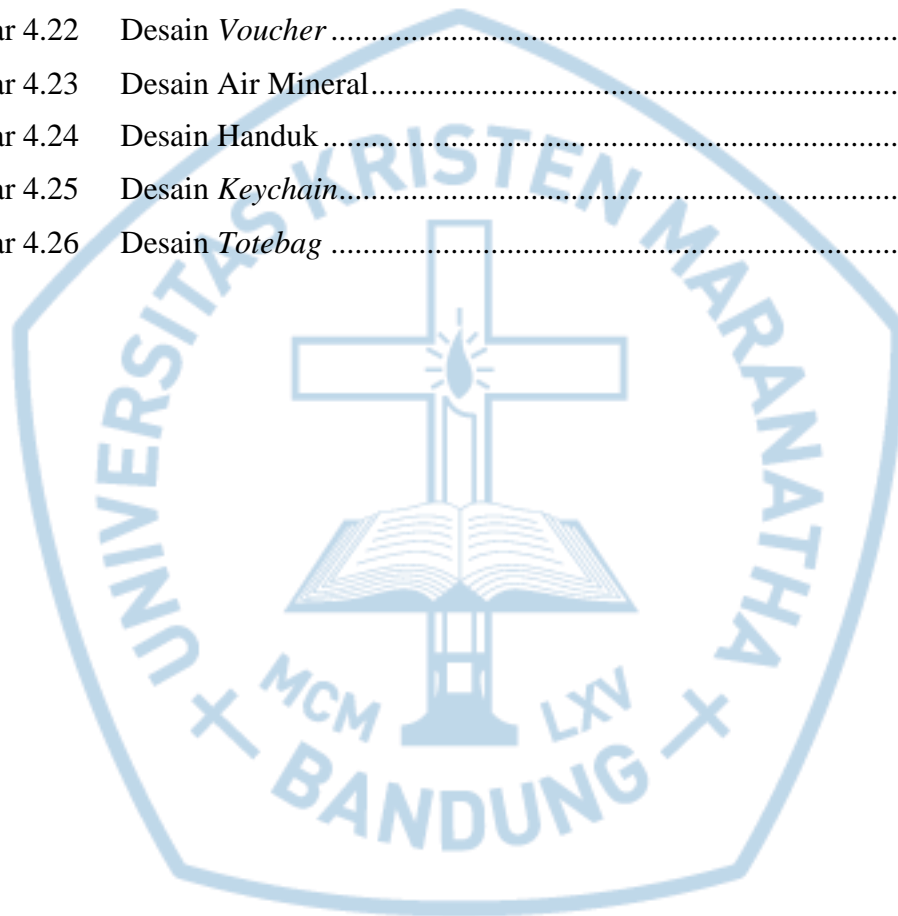 ar 4.22 Desain Voucher ........................................................................
ar 4.23 Desain Air Mineral...................................................................
ar 4.24 Desain Handuk .........................................................................
ar 4.25 Desain Keychain.......................................................................
ar 4.26 Desain Totebag ........................................................................
UNIVERSITAS KRISTEN MARANATHA
MCM LXV
BANDUNG